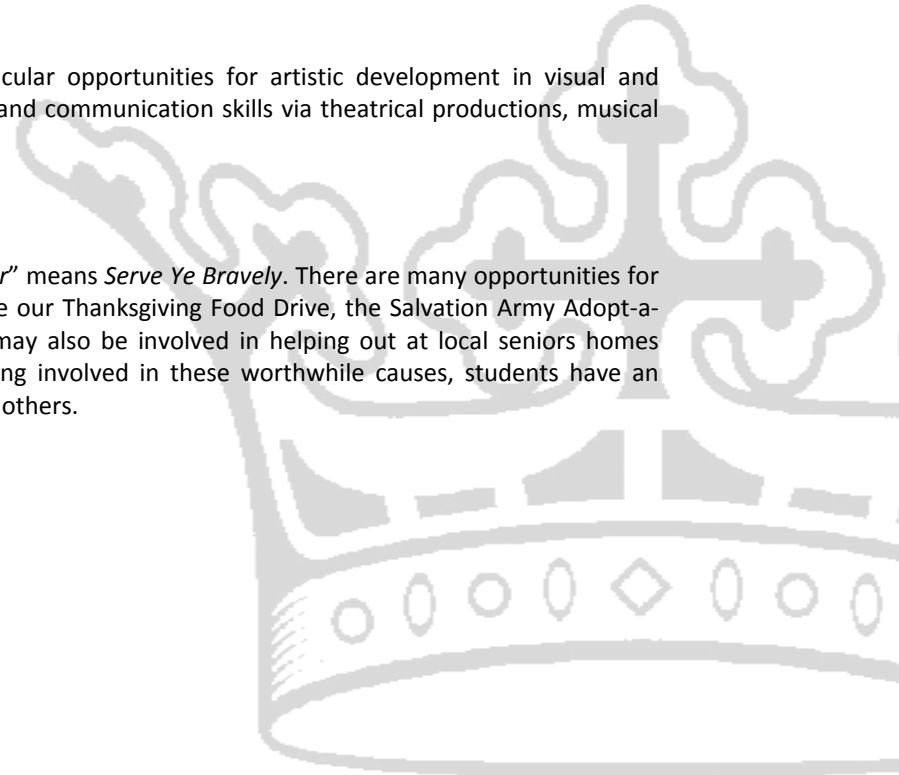 cular opportunities for artistic development in visual and
and communication skills via theatrical productions, musical
r” means Serve Ye Bravely. There are many opportunities for
e our Thanksgiving Food Drive, the Salvation Army Adopt-a-
may also be involved in helping out at local seniors homes
ng involved in these worthwhile causes, students have an
others.